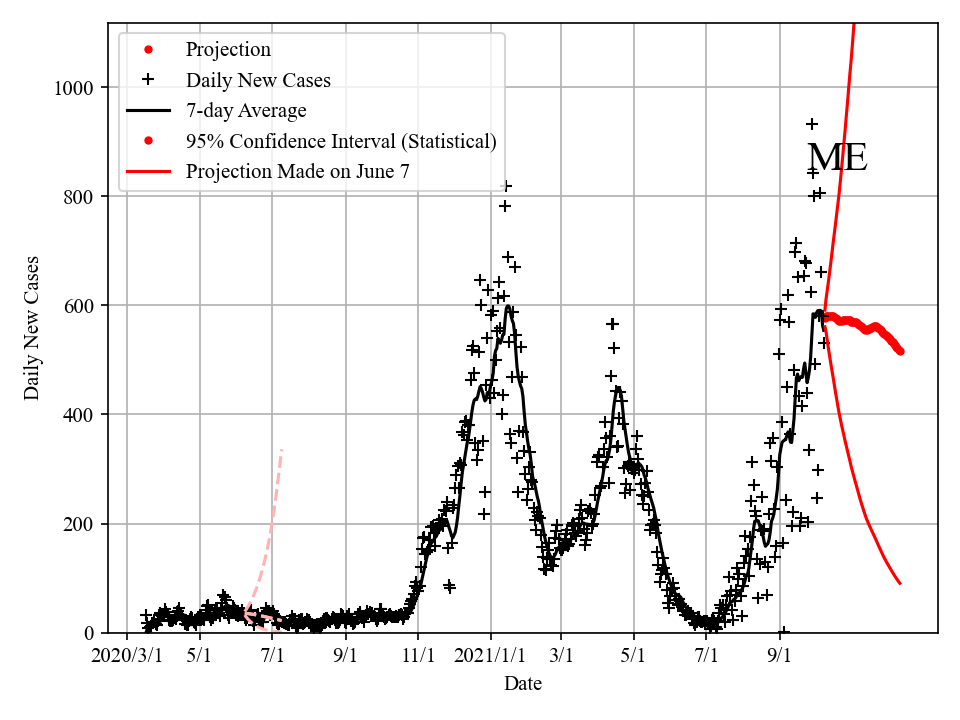 Projection
Daily New Cases
7-day Average
95% Confidence Interval (Statistical)
Projection Made on June 7
ME
1000
800
600
400
200
0
Daily New Cases
2020/3/1 5/1 7/1 9/1 11/1 2021/1/1 3/1 5/1 7/1 9/1
Date